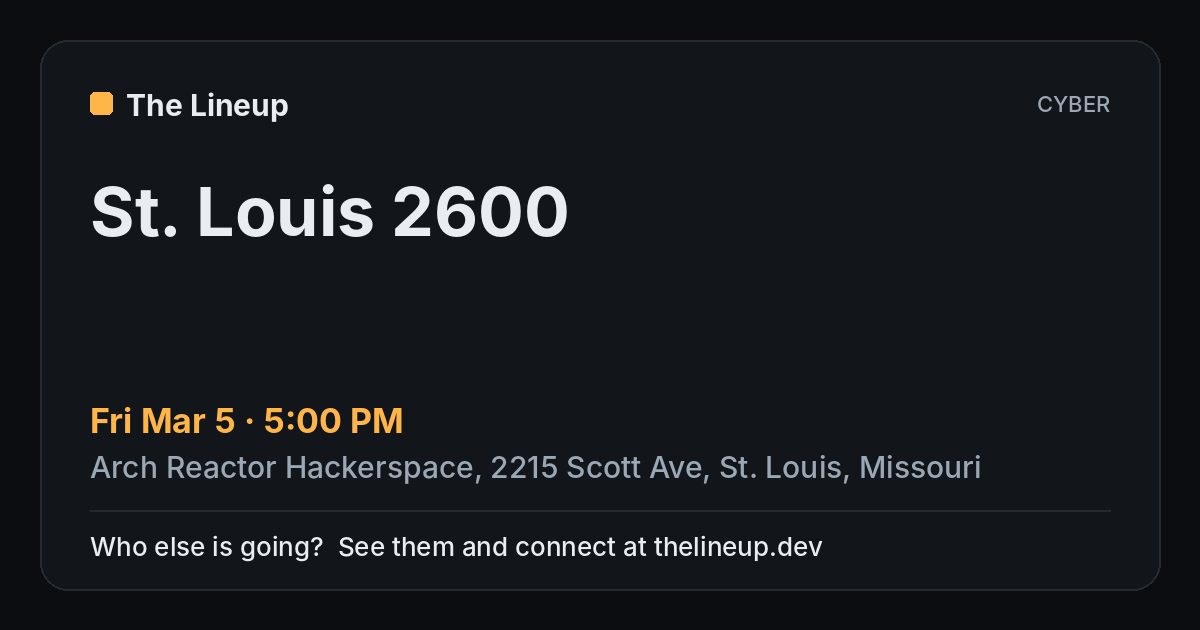 The Lineup
CYBER
St. Louis 2600
Fri Mar 5 · 5:00 PM
Arch Reactor Hackerspace, 2215 Scott Ave, St. Louis, Missouri
Who else is going? See them and connect at thelineup.dev